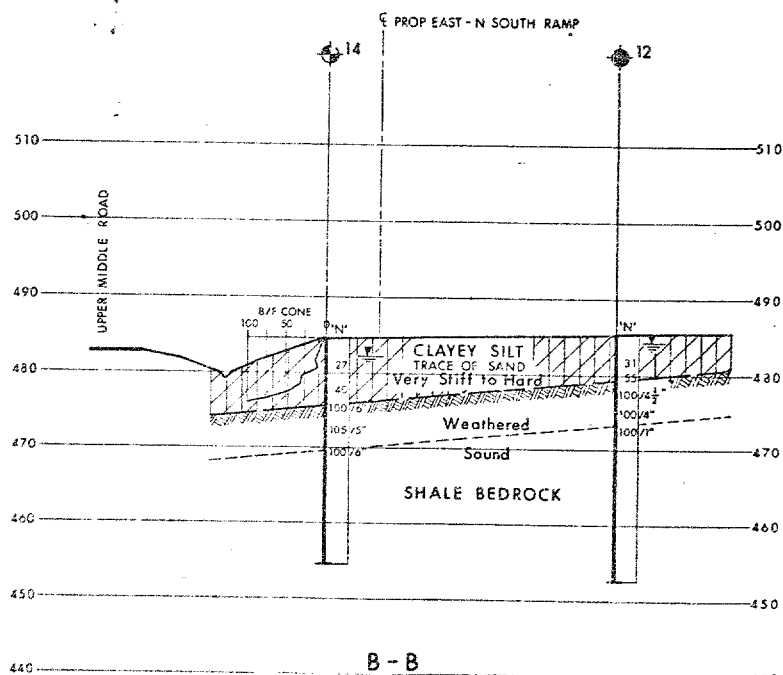 ℄ PROP EAST - N SOUTH RAMP
14
12
510
510
500
500
UPPER MIDDLE ROAD
490
490
B/F CONE
100 50 0
'N'
'N'
CLAYEY SILT
TRACE OF SAND
Very Stiff to Hard
27
46
100/6"
105/5"
100/6"
31
55
100/4½"
100/4"
100/1"
480
480
Weathered
470
470
Sound
SHALE BEDROCK
460
460
450
450
440
B - B